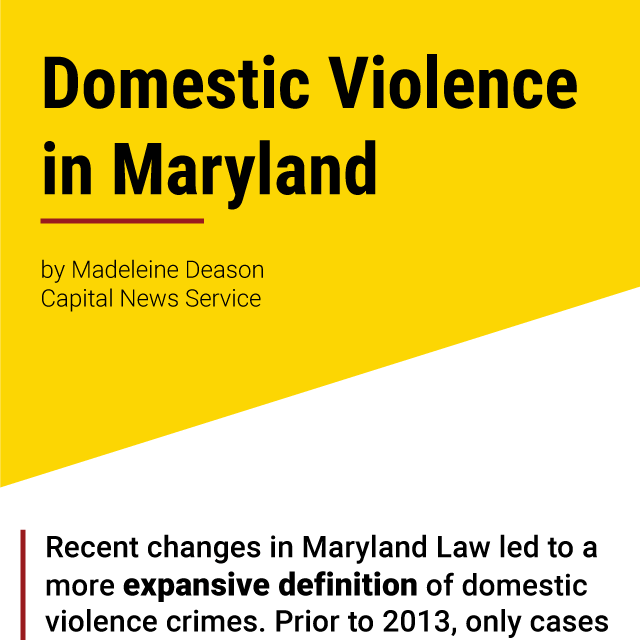 Domestic Violence
in Maryland
by Madeleine Deason
Capital News Service
Recent changes in Maryland Law led to a
more expansive definition of domestic
violence crimes. Prior to 2013, only cases